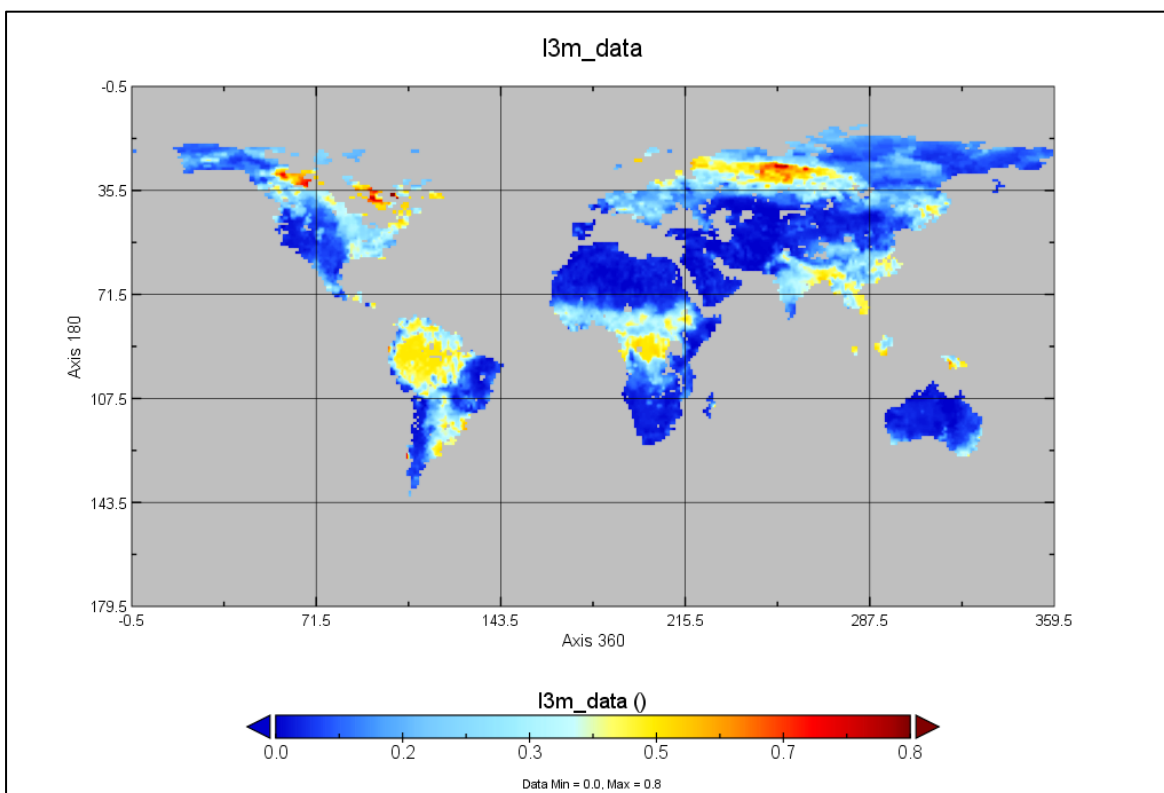 l3m_data
-0.5
35.5
71.5
107.5
143.5
179.5
Axis 180
-0.5 71.5 143.5 215.5 287.5 359.5
Axis 360
l3m_data ()
0.0 0.2 0.3 0.5 0.7 0.8
Data Min = 0.0, Max = 0.8